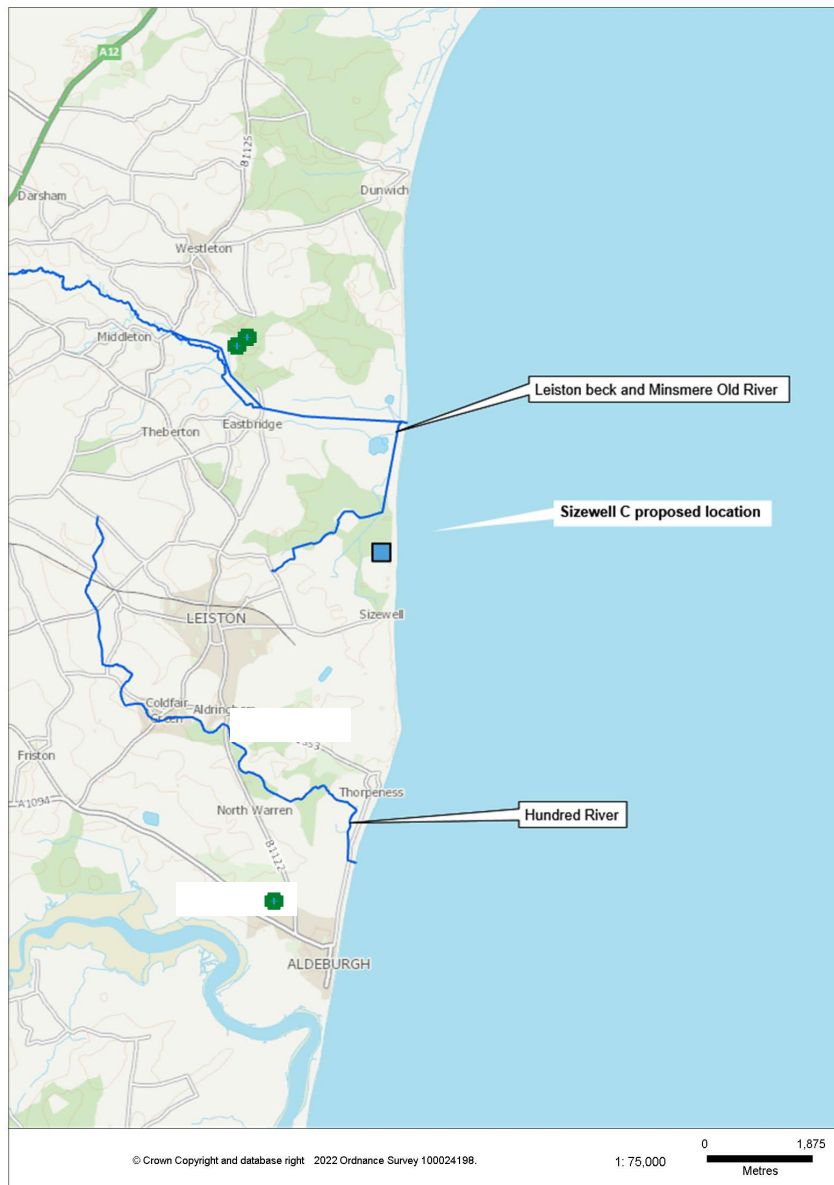 A12
B1125
Darsham
Dunwich
Westleton
Middleton
Leiston beck and Minsmere Old River
Eastbridge
Theberton
Sizewell C proposed location
LEISTON
Sizewell
Coldfair
Green
Aldringham
Friston
Thorpeness
A1094
North Warren
Hundred River
B1122
ALDEBURGH
© Crown Copyright and database right 2022 Ordnance Survey 100024198.
1: 75,000
0 1,875
Metres